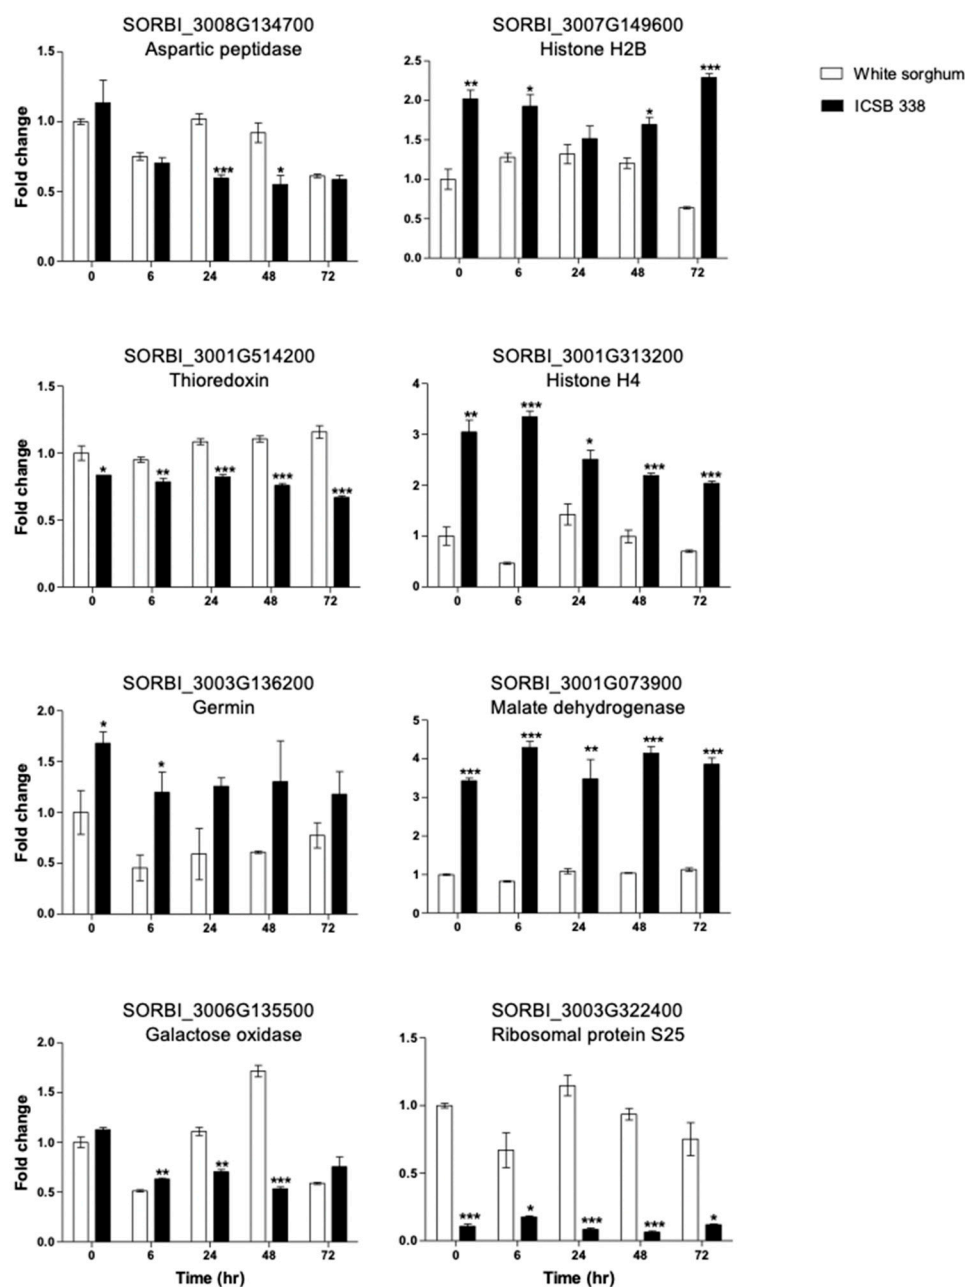 SORBI_3008G134700
Aspartic peptidase
Fold change
1.5
1.0
0.5
0.0
*** *
0 6 24 48 72
SORBI_3007G149600
Histone H2B
2.5
2.0
1.5
1.0
0.5
0.0
** * * ***
0 6 24 48 72
White sorghum
ICSB 338
SORBI_3001G514200
Thioredoxin
Fold change
1.5
1.0
0.5
0.0
* ** *** *** ***
0 6 24 48 72
SORBI_3001G313200
Histone H4
4
3
2
1
0
** *** * *** ***
0 6 24 48 72
SORBI_3003G136200
Germin
Fold change
2.0
1.5
1.0
0.5
0.0
* *
0 6 24 48 72
SORBI_3001G073900
Malate dehydrogenase
5
4
3
2
1
0
*** *** ** *** ***
0 6 24 48 72
SORBI_3006G135500
Galactose oxidase
Fold change
2.0
1.5
1.0
0.5
0.0
** ** ***
0 6 24 48 72
Time (hr)
SORBI_3003G322400
Ribosomal protein S25
1.5
1.0
0.5
0.0
*** * *** *** *
0 6 24 48 72
Time (hr)